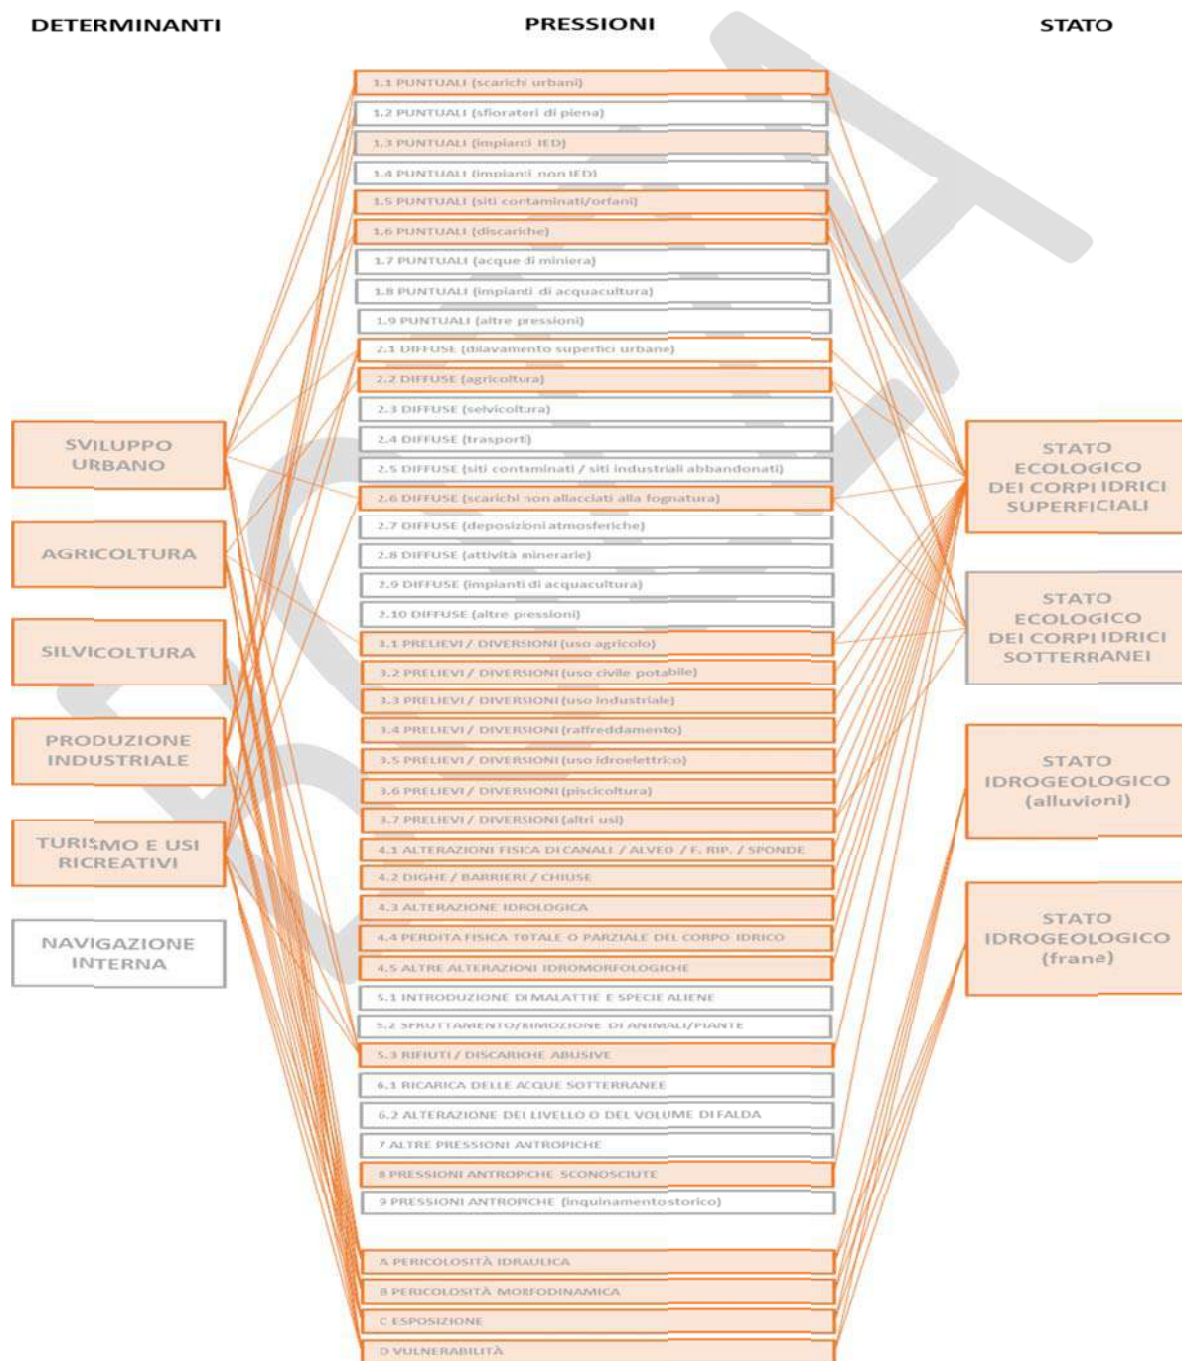 DETERMINANTI
PRESSIONI
STATO
1.1 PUNTUALI (scarichi urbani)
1.2 PUNTUALI (sfioratori di piena)
1.3 PUNTUALI (impianti IED)
1.4 PUNTUALI (impianti non IED)
1.5 PUNTUALI (siti contaminati/orfani)
1.6 PUNTUALI (discariche)
1.7 PUNTUALI (acque di miniera)
1.8 PUNTUALI (impianti di acquacultura)
1.9 PUNTUALI (altre pressioni)
2.1 DIFFUSE (dilavamento superfici urbane)
2.2 DIFFUSE (agricoltura)
2.3 DIFFUSE (selvicoltura)
2.4 DIFFUSE (trasporti)
2.5 DIFFUSE (siti contaminati / siti industriali abbandonati)
2.6 DIFFUSE (scarichi non allacciati alla fognatura)
2.7 DIFFUSE (deposizioni atmosferiche)
2.8 DIFFUSE (attività minerarie)
2.9 DIFFUSE (impianti di acquacultura)
2.10 DIFFUSE (altre pressioni)
3.1 PRELIEVI / DIVERSIONI (uso agricolo)
3.2 PRELIEVI / DIVERSIONI (uso civile potabile)
3.3 PRELIEVI / DIVERSIONI (uso industriale)
3.4 PRELIEVI / DIVERSIONI (raffreddamento)
3.5 PRELIEVI / DIVERSIONI (uso idroelettrico)
3.6 PRELIEVI / DIVERSIONI (piscicoltura)
3.7 PRELIEVI / DIVERSIONI (altri usi)
4.1 ALTERAZIONI FISICA DI CANALI / ALVEO / F. RIP. / SPONDE
4.2 DIGHE / BARRIERI / CHIUSE
4.3 ALTERAZIONE IDROLOGICA
4.4 PERDITA FISICA TOTALE O PARZIALE DEL CORPO IDRICO
4.5 ALTRE ALTERAZIONI IDROMORFOLOGICHE
5.1 INTRODUZIONE DI MALATTIE E SPECIE ALIENE
5.2 SFRUTTAMENTO/RIMOZIONE DI ANIMALI/PIANTE
5.3 RIFIUTI / DISCARICHE ABUSIVE
6.1 RICARICA DELLE ACQUE SOTTERRANEE
6.2 ALTERAZIONE DEI LIVELLO O DEL VOLUME DI FALDA
7 ALTRE PRESSIONI ANTROPICHE
8 PRESSIONI ANTROPICHE SCONOSCIUTE
9 PRESSIONI ANTROPICHE (inquinamento storico)
A PERICOLOSITÀ IDRAULICA
B PERICOLOSITÀ MORFODINAMICA
C ESPOSIZIONE
D VULNERABILITÀ
SVILUPPO
URBANO
AGRICOLTURA
SILVICOLTURA
PRODUZIONE
INDUSTRIALE
TURISMO E USI
RICREATIVI
NAVIGAZIONE
INTERNA
STATO
ECOLOGICO
DEI CORPI IDRICI
SUPERFICIALI
STATO
ECOLOGICO
DEI CORPI IDRICI
SOTTERRANEI
STATO
IDROGEOLOGICO
(alluvioni)
STATO
IDROGEOLOGICO
(frane)